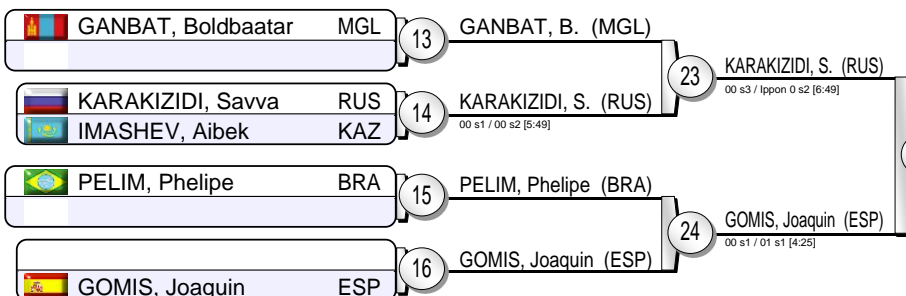 GANBAT, Boldbaatar MGL
13
GANBAT, B. (MGL)
KARAKIZIDI, Savva RUS
IMASHEV, Aibek KAZ
14
KARAKIZIDI, S. (RUS)
00 s1 / 00 s2 [5:49]
23
KARAKIZIDI, S. (RUS)
00 s3 / Ippon 0 s2 [6:49]
PELIM, Phelipe BRA
15
PELIM, Phelipe (BRA)
GOMIS, Joaquin ESP
16
GOMIS, Joaquin (ESP)
24
GOMIS, Joaquin (ESP)
00 s1 / 01 s1 [4:25]